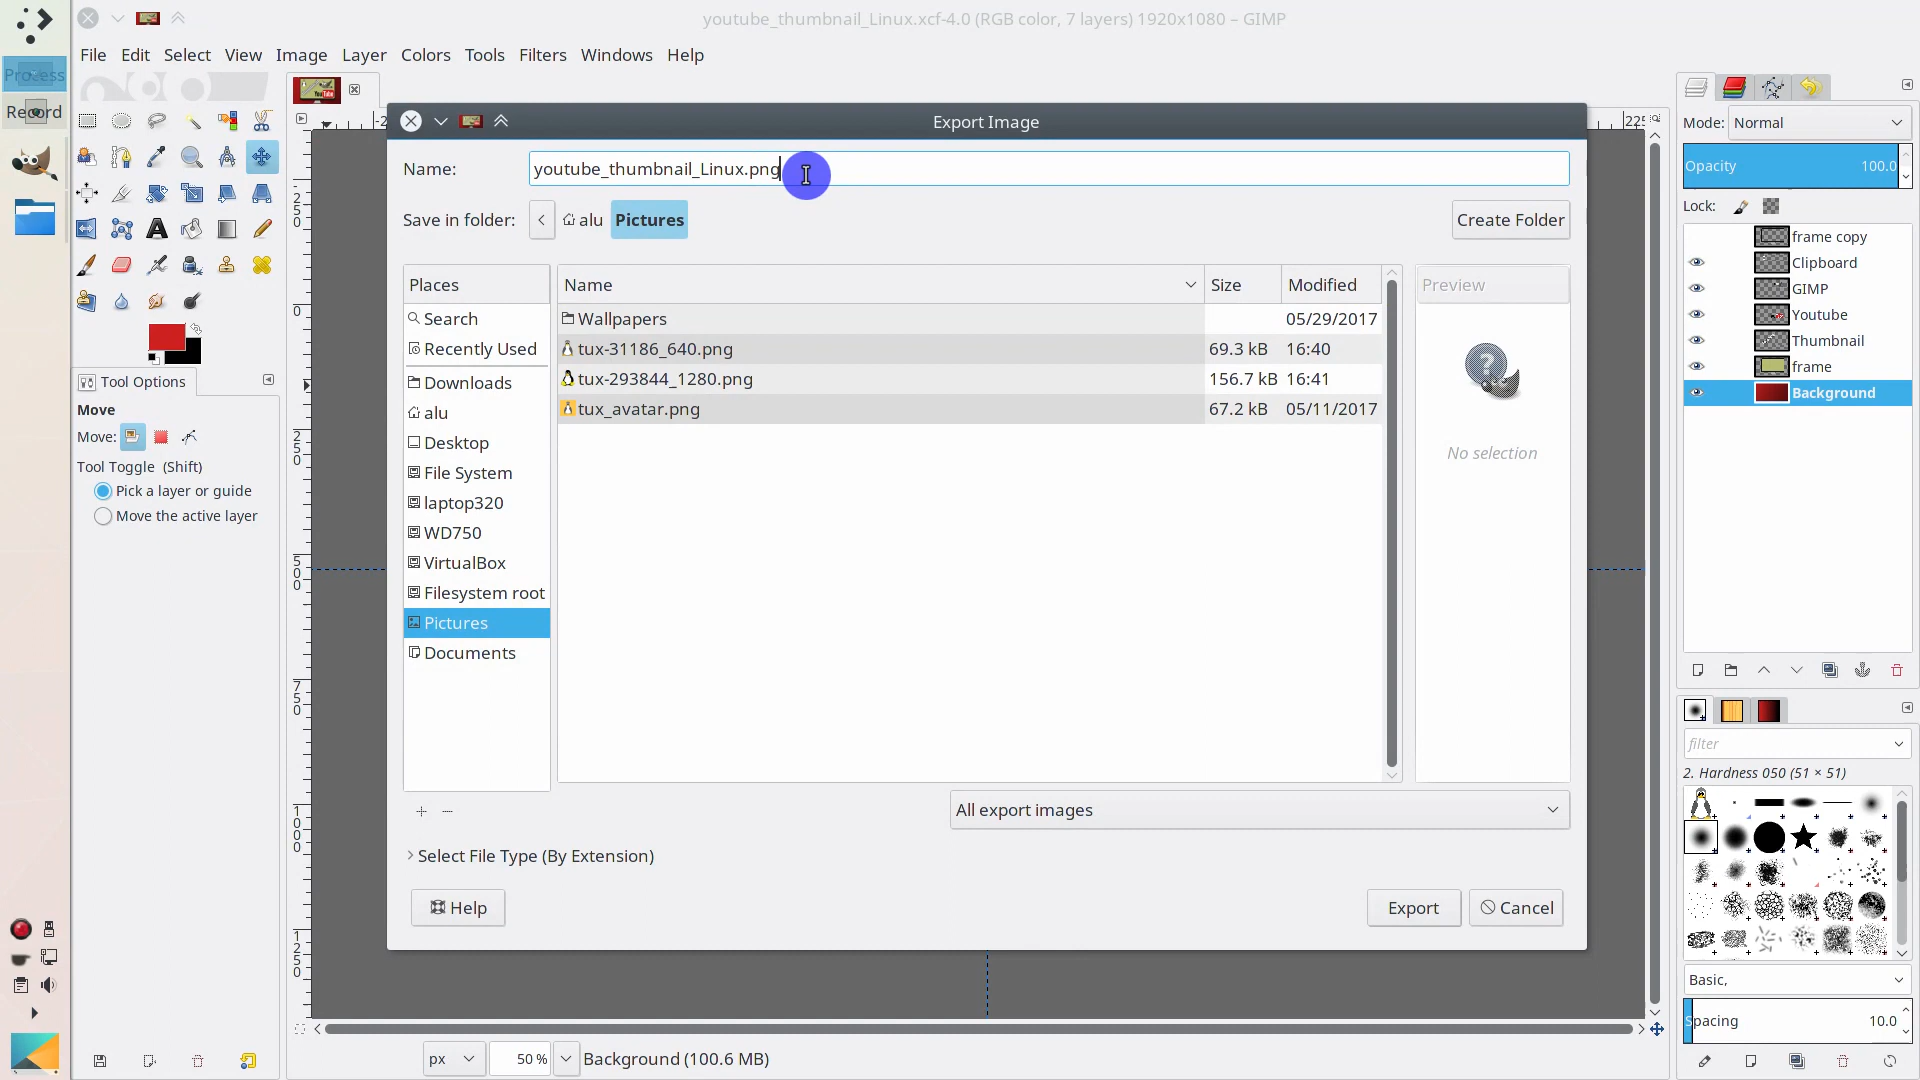 youtube_thumbnail_Linux.xcf-4.0 (RGB color, 7 layers) 1920x1080 – GIMP
File Edit Select View Image Layer Colors Tools Filters Windows Help
Process
Record
Export Image
Name: youtube_thumbnail_Linux.png
Save in folder: alu Pictures Create Folder
Places
Search
Recently Used
Downloads
alu
Desktop
File System
laptop320
WD750
VirtualBox
Filesystem root
Pictures
Documents
Name Size Modified
Wallpapers 05/29/2017
tux-31186_640.png 69.3 kB 16:40
tux-293844_1280.png 156.7 kB 16:41
tux_avatar.png 67.2 kB 05/11/2017
Preview
No selection
All export images
Select File Type (By Extension)
Help Export Cancel
Tool Options
Move
Move:
Tool Toggle (Shift)
Pick a layer or guide
Move the active layer
250
0
250
500
750
1000
1250
px 50 % Background (100.6 MB)
Mode: Normal
Opacity 100.0
Lock:
frame copy
Clipboard
GIMP
Youtube
Thumbnail
frame
Background
filter
2. Hardness 050 (51 × 51)
Basic,
Spacing 10.0